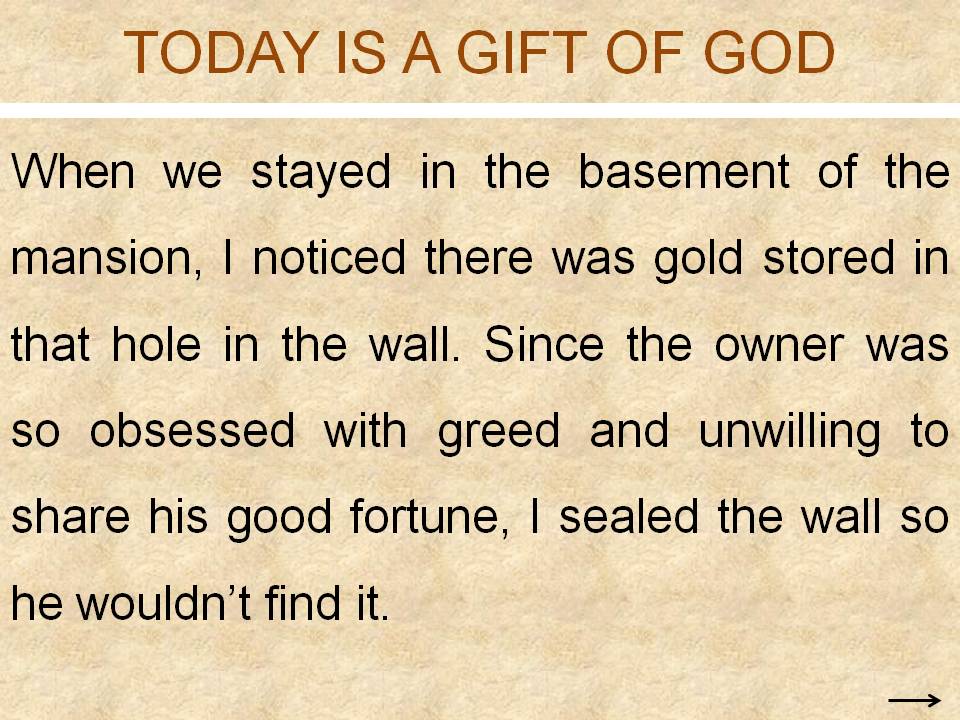 TODAY IS A GIFT OF GOD
When we stayed in the basement of the
mansion, I noticed there was gold stored in
that hole in the wall. Since the owner was
so obsessed with greed and unwilling to
share his good fortune, I sealed the wall so
he wouldn’t find it.